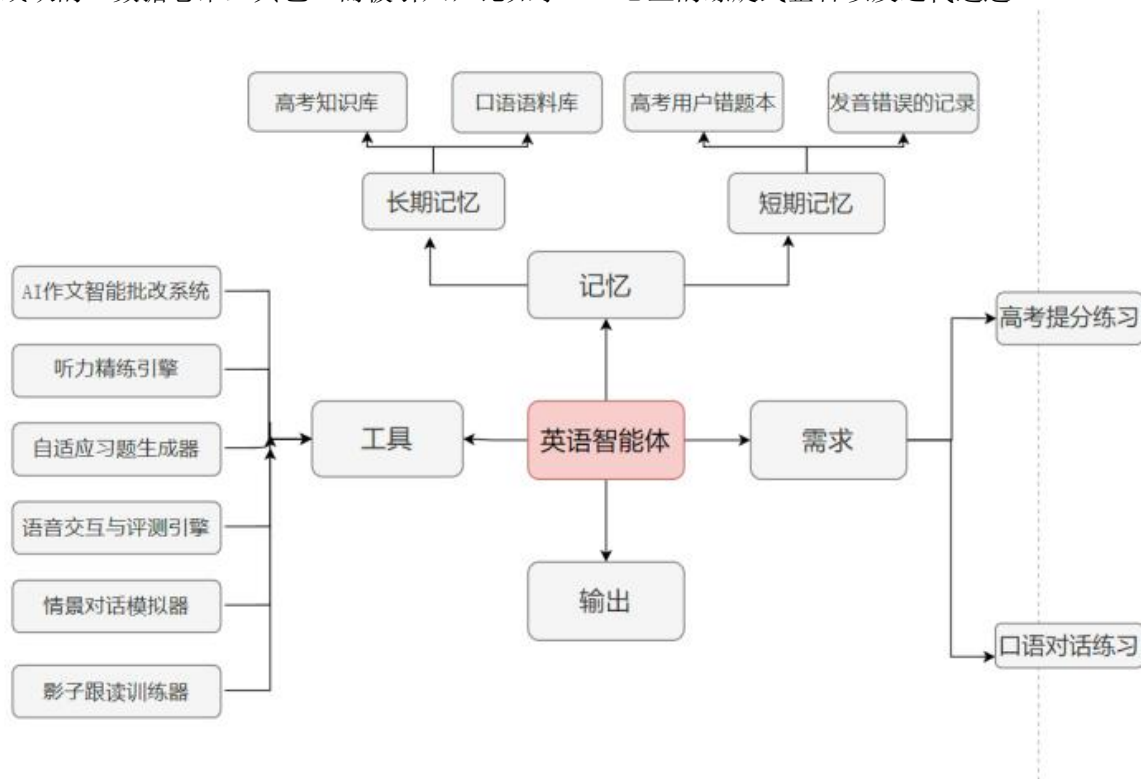 高考知识库
口语语料库
高考用户错题本
发音错误的记录
长期记忆
短期记忆
记忆
AI作文智能批改系统
听力精练引擎
自适应习题生成器
语音交互与评测引擎
情景对话模拟器
影子跟读训练器
工具
英语智能体
需求
高考提分练习
口语对话练习
输出